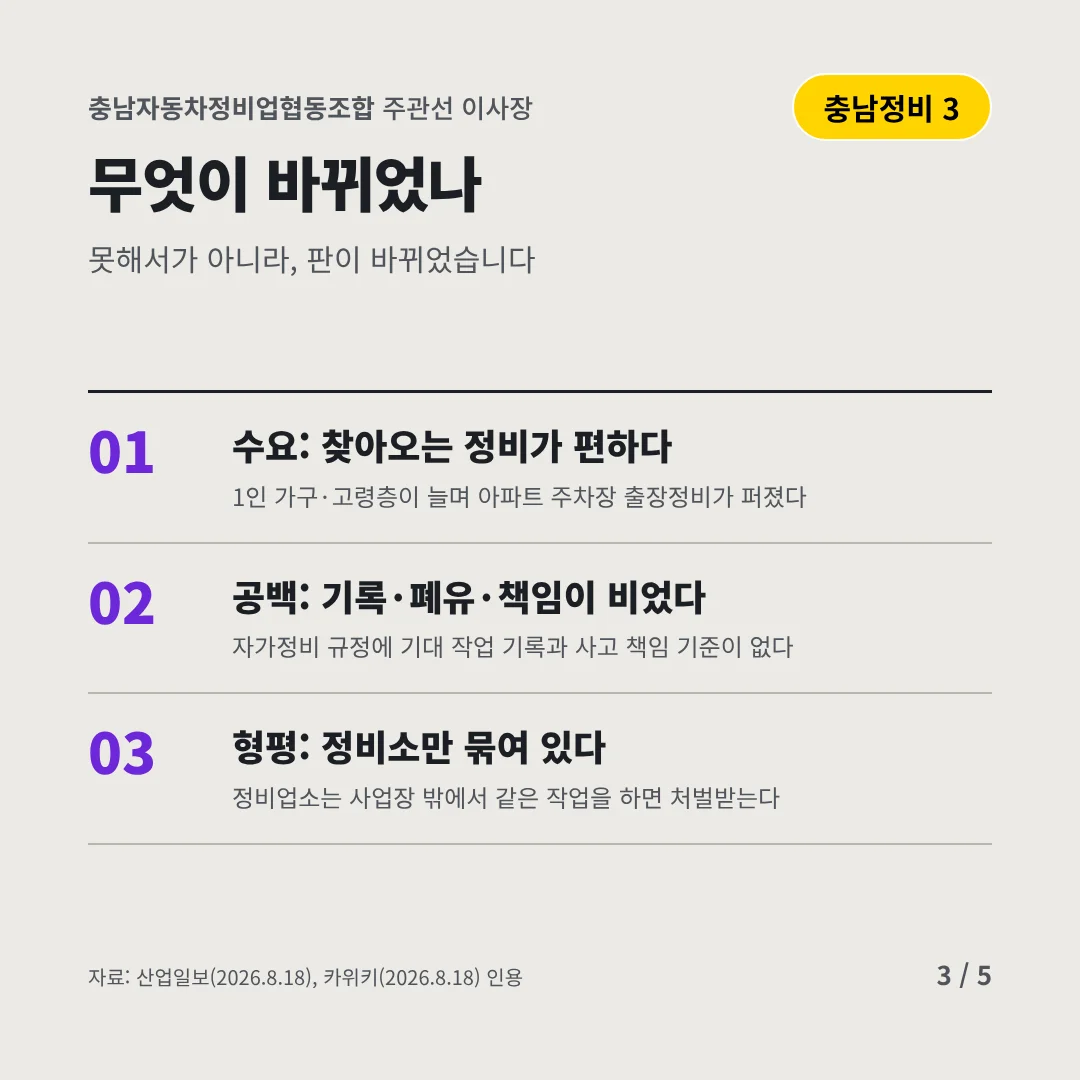 충남자동차정비업협동조합 주관선 이사장
충남정비 3
무엇이 바뀌었나
못해서가 아니라, 판이 바뀌었습니다
01
수요: 찾아오는 정비가 편하다
1인 가구·고령층이 늘며 아파트 주차장 출장정비가 퍼졌다
02
공백: 기록·폐유·책임이 비었다
자가정비 규정에 기대 작업 기록과 사고 책임 기준이 없다
03
형평: 정비소만 묶여 있다
정비업소는 사업장 밖에서 같은 작업을 하면 처벌받는다
자료: 산업일보(2026.8.18), 카위키(2026.8.18) 인용
3 / 5